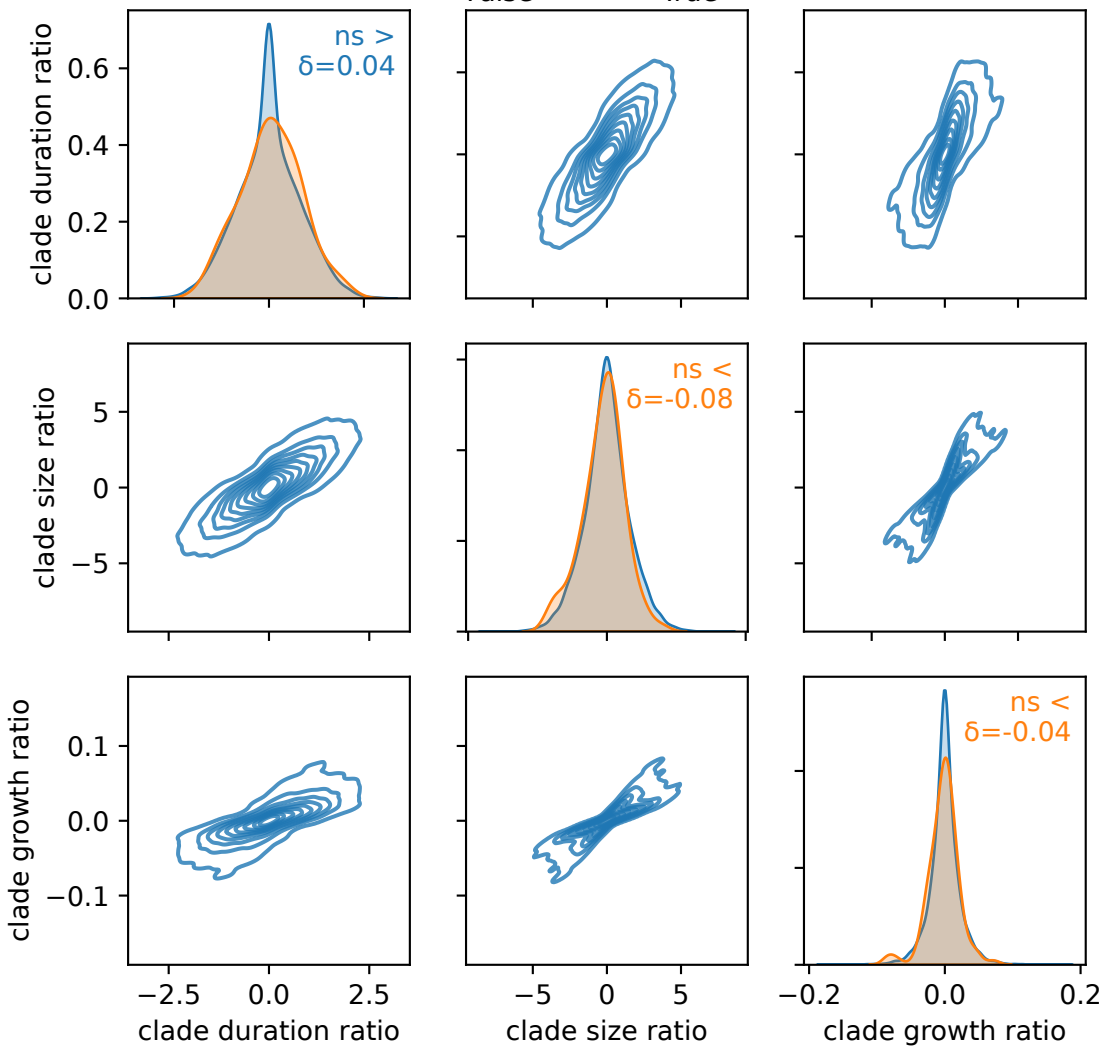 clade duration ratio
0.6
0.4
0.2
0.0
ns >
δ=0.04
clade size ratio
5
0
−5
ns <
δ=-0.08
clade growth ratio
0.1
0.0
−0.1
ns <
δ=-0.04
−2.5 0.0 2.5
−5 0 5
−0.2 0.0 0.2
clade duration ratio
clade size ratio
clade growth ratio